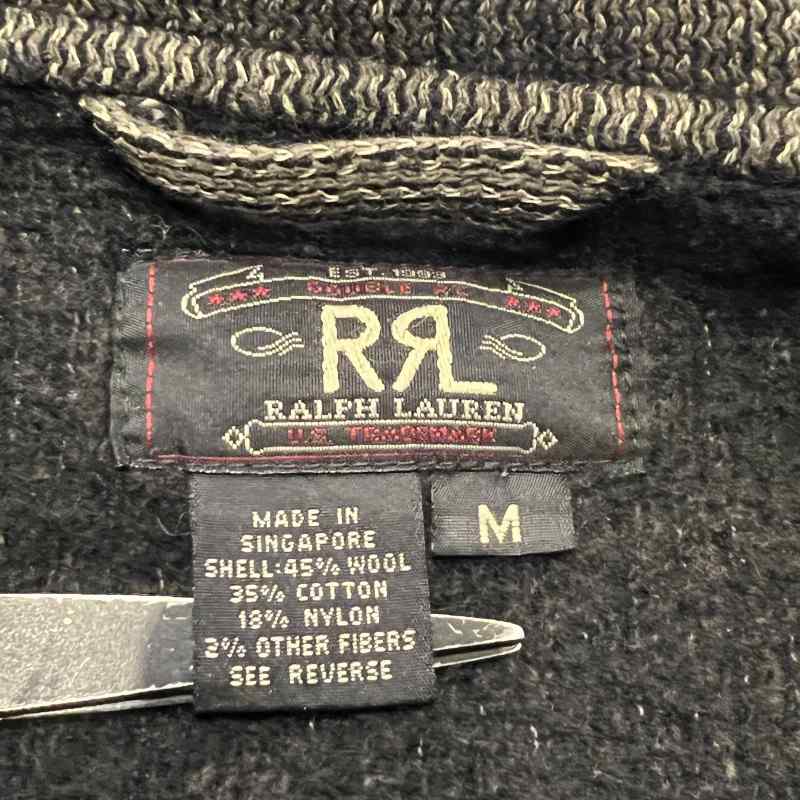 EST. 1993
DOUBLE RL
RRL
RALPH LAUREN
U.S. TRADEMARK
M
MADE IN
SINGAPORE
SHELL:45% WOOL
35% COTTON
18% NYLON
2% OTHER FIBERS
SEE REVERSE